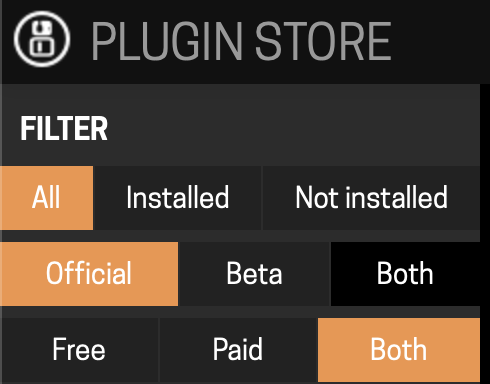 PLUGIN STORE
FILTER
All Installed Not installed
Official Beta Both
Free Paid Both